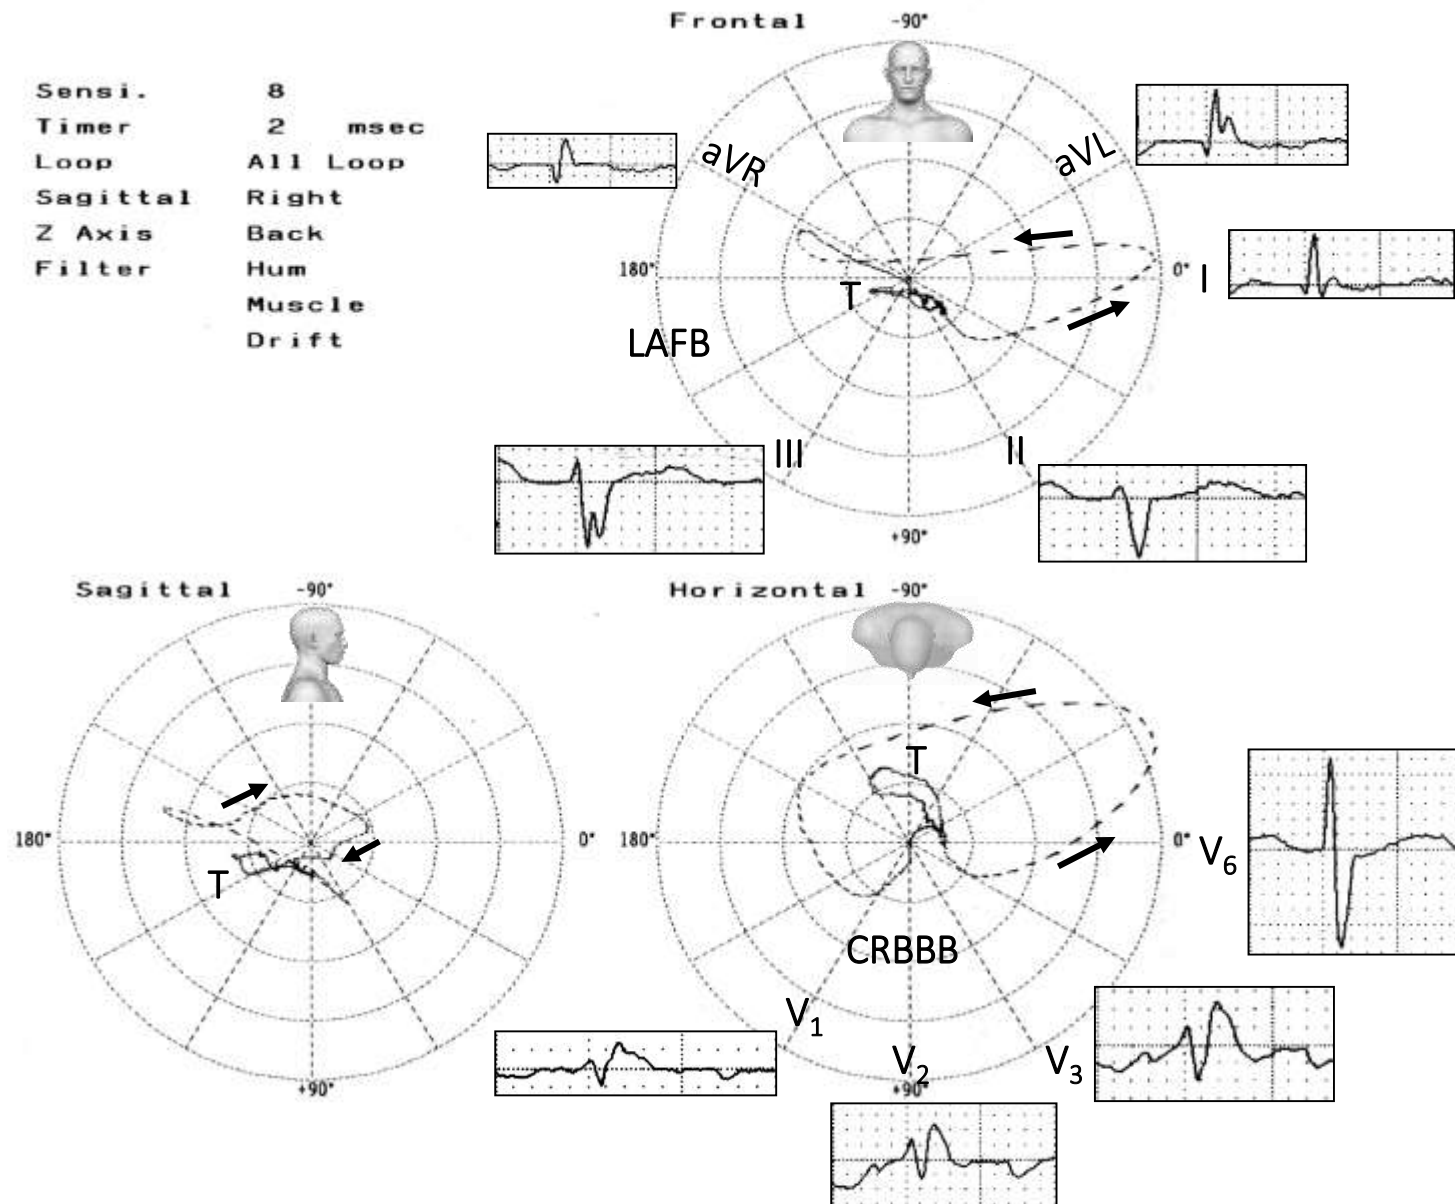 Frontal
-90°
Sensi. 8
Timer 2 msec
Loop All Loop
Sagittal Right
Z Axis Back
Filter Hum
Muscle
Drift
aVR
aVL
180°
0°
I
T
LAFB
III
II
+90°
Sagittal
-90°
Horizontal
-90°
T
180°
0°
180°
0°
V6
T
CRBBB
V1
V2
V3
+90°
+90°